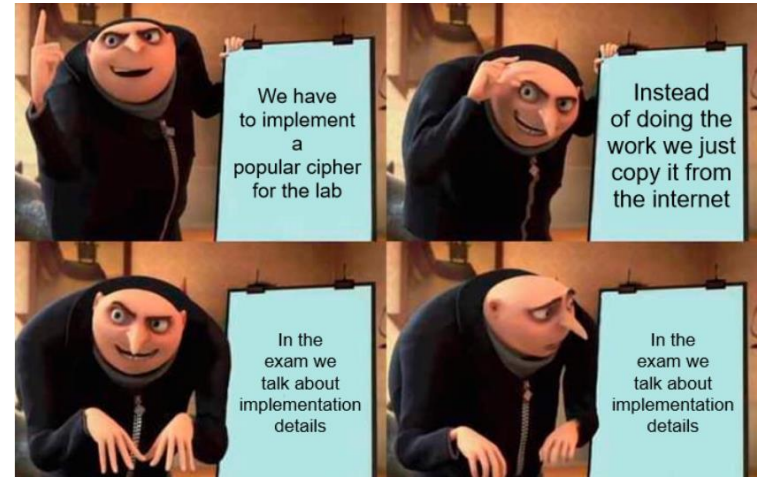 We have
to implement
a
popular cipher
for the lab
Instead
of doing the
work we just
copy it from
the internet
In the
exam we
talk about
implementation
details
In the
exam we
talk about
implementation
details